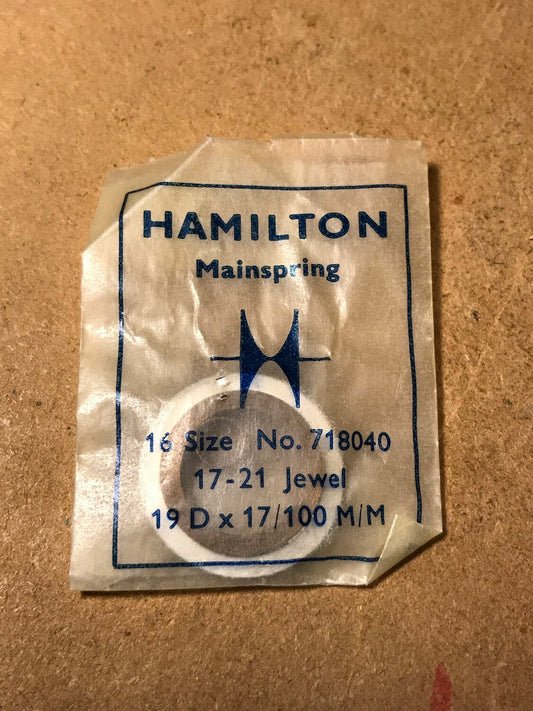 HAMILTON
Mainspring
16 Size No. 718040
17-21 Jewel
19 D x 17/100 M/M